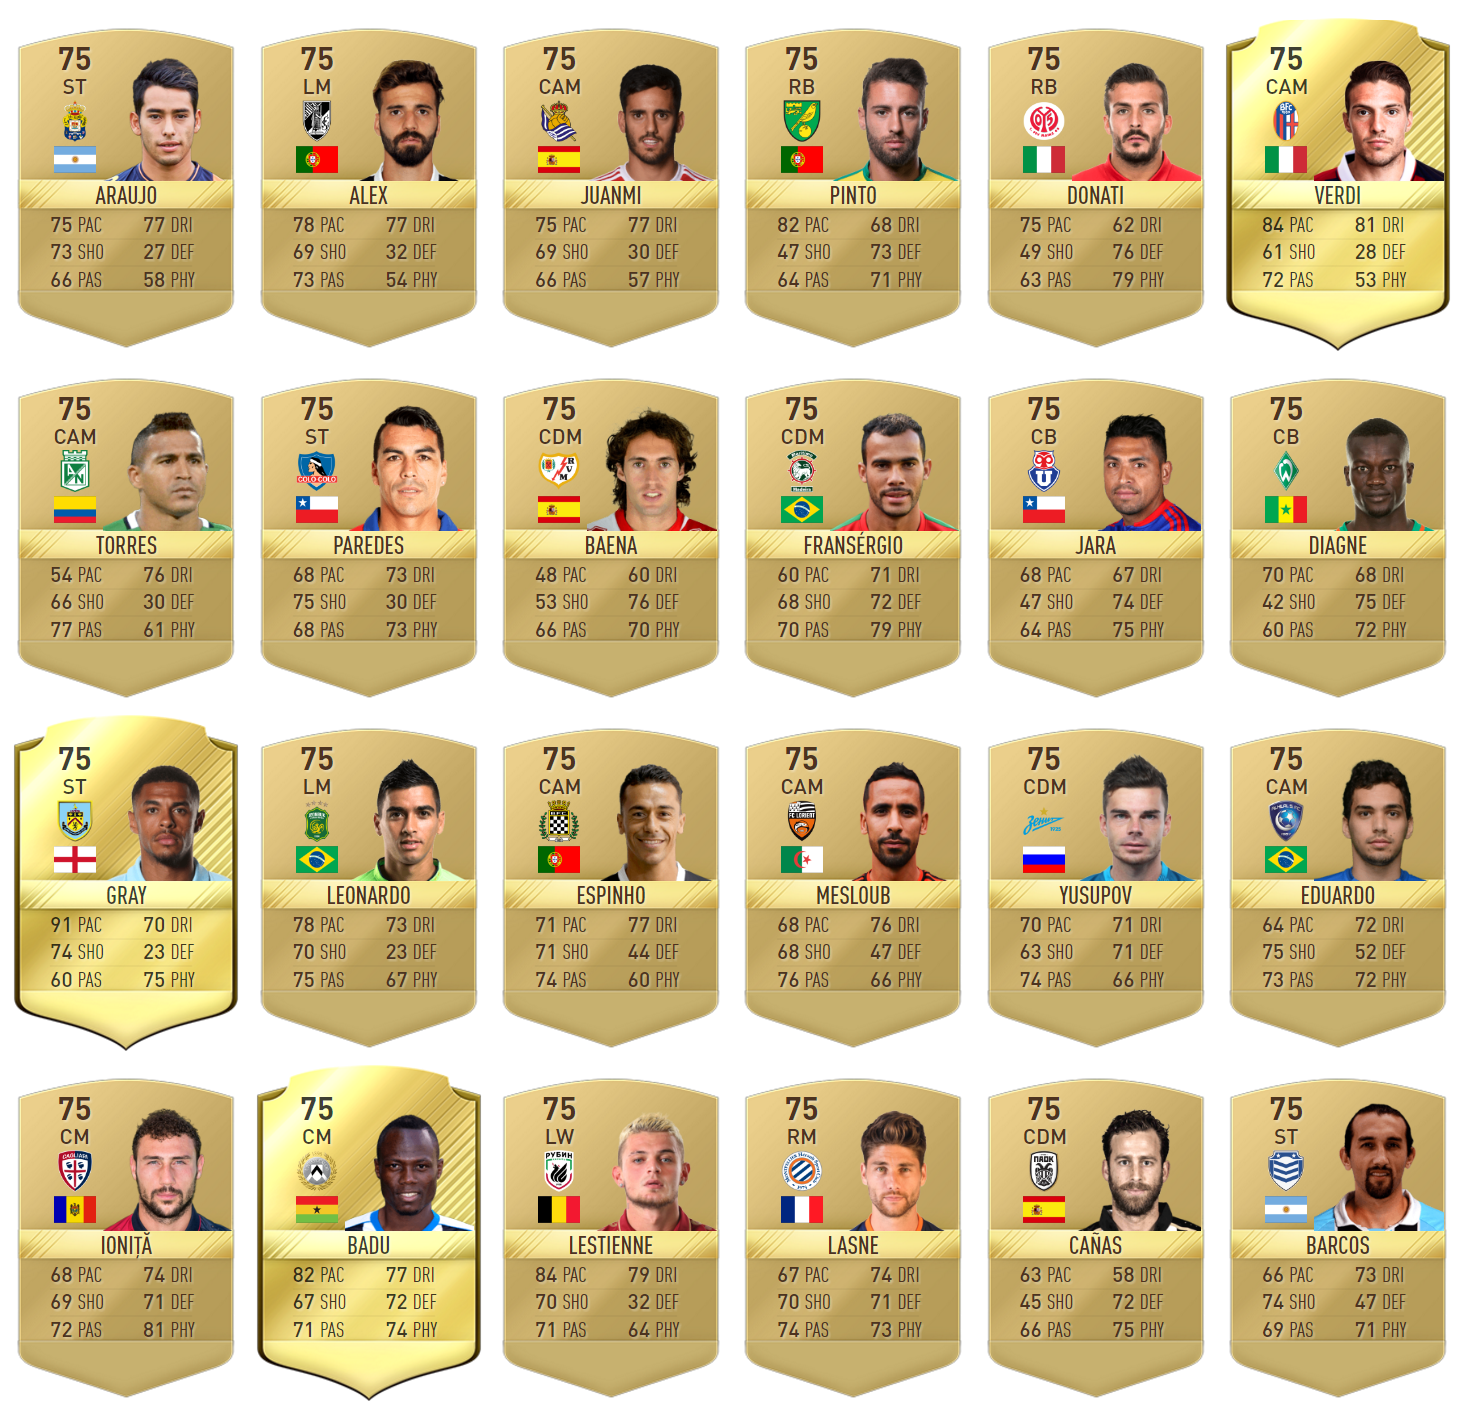 75 75 75 75 75 75
ST LM CAM RB RB CAM
ARAUJO ALEX JUANMI PINTO DONATI VERDI
75 PAC 77 DRI 78 PAC 77 DRI 75 PAC 77 DRI 82 PAC 68 DRI 75 PAC 62 DRI 84 PAC 81 DRI
73 SHO 27 DEF 69 SHO 32 DEF 69 SHO 30 DEF 47 SHO 73 DEF 49 SHO 76 DEF 61 SHO 28 DEF
66 PAS 58 PHY 73 PAS 54 PHY 66 PAS 57 PHY 64 PAS 71 PHY 63 PAS 79 PHY 72 PAS 53 PHY
75 75 75 75 75 75
CAM ST CDM CDM CB CB
COLO COLO
TORRES PAREDES BAENA FRANSÉRGIO JARA DIAGNE
54 PAC 76 DRI 68 PAC 73 DRI 48 PAC 60 DRI 60 PAC 71 DRI 68 PAC 67 DRI 70 PAC 68 DRI
66 SHO 30 DEF 75 SHO 30 DEF 53 SHO 76 DEF 68 SHO 72 DEF 47 SHO 74 DEF 42 SHO 75 DEF
77 PAS 61 PHY 68 PAS 73 PHY 66 PAS 70 PHY 70 PAS 79 PHY 64 PAS 75 PHY 60 PAS 72 PHY
75 75 75 75 75 75
ST LM CAM CAM CDM CAM
FC LORIENT Зенит
GRAY LEONARDO ESPINHO MESLOUB YUSUPOV EDUARDO
91 PAC 70 DRI 78 PAC 73 DRI 71 PAC 77 DRI 68 PAC 76 DRI 70 PAC 71 DRI 64 PAC 72 DRI
74 SHO 23 DEF 70 SHO 23 DEF 71 SHO 44 DEF 68 SHO 47 DEF 63 SHO 71 DEF 75 SHO 52 DEF
60 PAS 75 PHY 75 PAS 67 PHY 74 PAS 60 PHY 76 PAS 66 PHY 74 PAS 66 PHY 73 PAS 72 PHY
75 75 75 75 75 75
CM CM LW RM CDM ST
CAGLIARI РУБИН ΠΑΟΚ
IONIȚĂ BADU LESTIENNE LASNE CAÑAS BARCOS
68 PAC 74 DRI 82 PAC 77 DRI 84 PAC 79 DRI 67 PAC 74 DRI 63 PAC 58 DRI 66 PAC 73 DRI
69 SHO 71 DEF 67 SHO 72 DEF 70 SHO 32 DEF 70 SHO 71 DEF 45 SHO 72 DEF 74 SHO 47 DEF
72 PAS 81 PHY 71 PAS 74 PHY 71 PAS 64 PHY 74 PAS 73 PHY 66 PAS 75 PHY 69 PAS 71 PHY